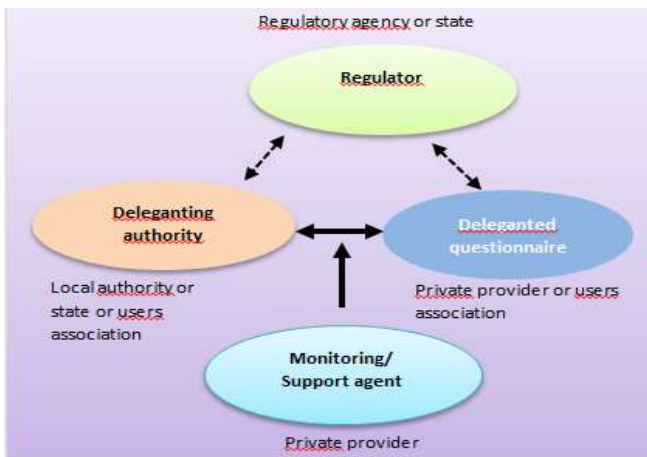 Regulatory agency or state
Regulator
Deleganting
authority
Deleganted
questionnaire
Local authority or
state or users
association
Private provider or users
association
Monitoring/
Support agent
Private provider